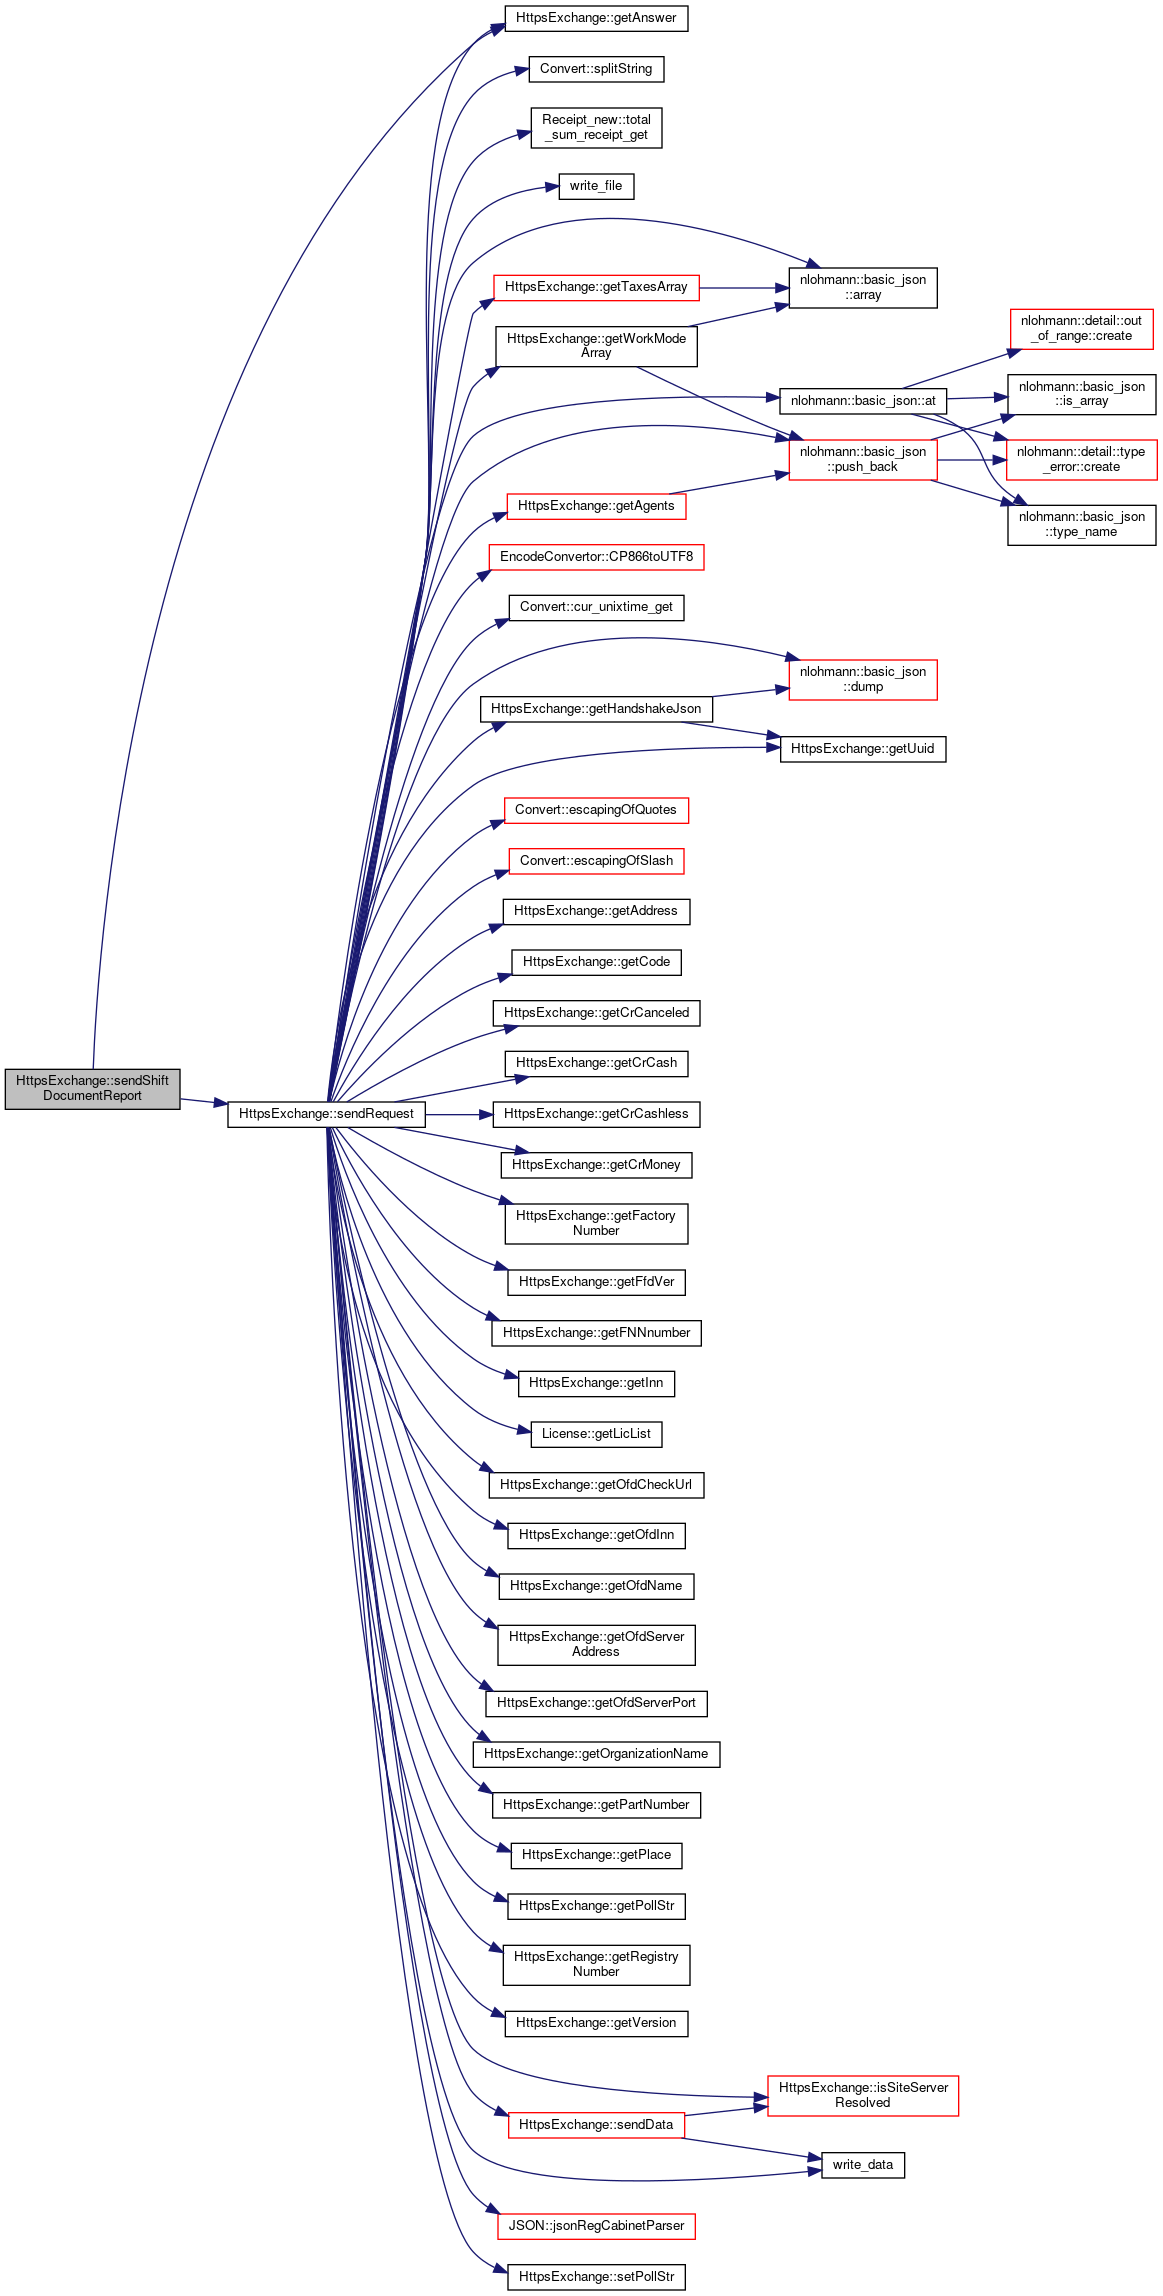 HttpsExchange::getAnswer
Convert::splitString
Receipt_new::total
_sum_receipt_get
write_file
nlohmann::basic_json
::array
HttpsExchange::getTaxesArray
HttpsExchange::getWorkMode
Array
nlohmann::detail::out
_of_range::create
nlohmann::basic_json
::is_array
nlohmann::basic_json::at
nlohmann::basic_json
::push_back
nlohmann::detail::type
_error::create
nlohmann::basic_json
::type_name
HttpsExchange::getAgents
EncodeConvertor::CP866toUTF8
Convert::cur_unixtime_get
nlohmann::basic_json
::dump
HttpsExchange::getHandshakeJson
HttpsExchange::getUuid
Convert::escapingOfQuotes
Convert::escapingOfSlash
HttpsExchange::getAddress
HttpsExchange::getCode
HttpsExchange::getCrCanceled
HttpsExchange::getCrCash
HttpsExchange::sendShift
DocumentReport
HttpsExchange::sendRequest
HttpsExchange::getCrCashless
HttpsExchange::getCrMoney
HttpsExchange::getFactory
Number
HttpsExchange::getFfdVer
HttpsExchange::getFNNnumber
HttpsExchange::getInn
License::getLicList
HttpsExchange::getOfdCheckUrl
HttpsExchange::getOfdInn
HttpsExchange::getOfdName
HttpsExchange::getOfdServer
Address
HttpsExchange::getOfdServerPort
HttpsExchange::getOrganizationName
HttpsExchange::getPartNumber
HttpsExchange::getPlace
HttpsExchange::getPollStr
HttpsExchange::getRegistry
Number
HttpsExchange::getVersion
HttpsExchange::isSiteServer
Resolved
HttpsExchange::sendData
write_data
JSON::jsonRegCabinetParser
HttpsExchange::setPollStr